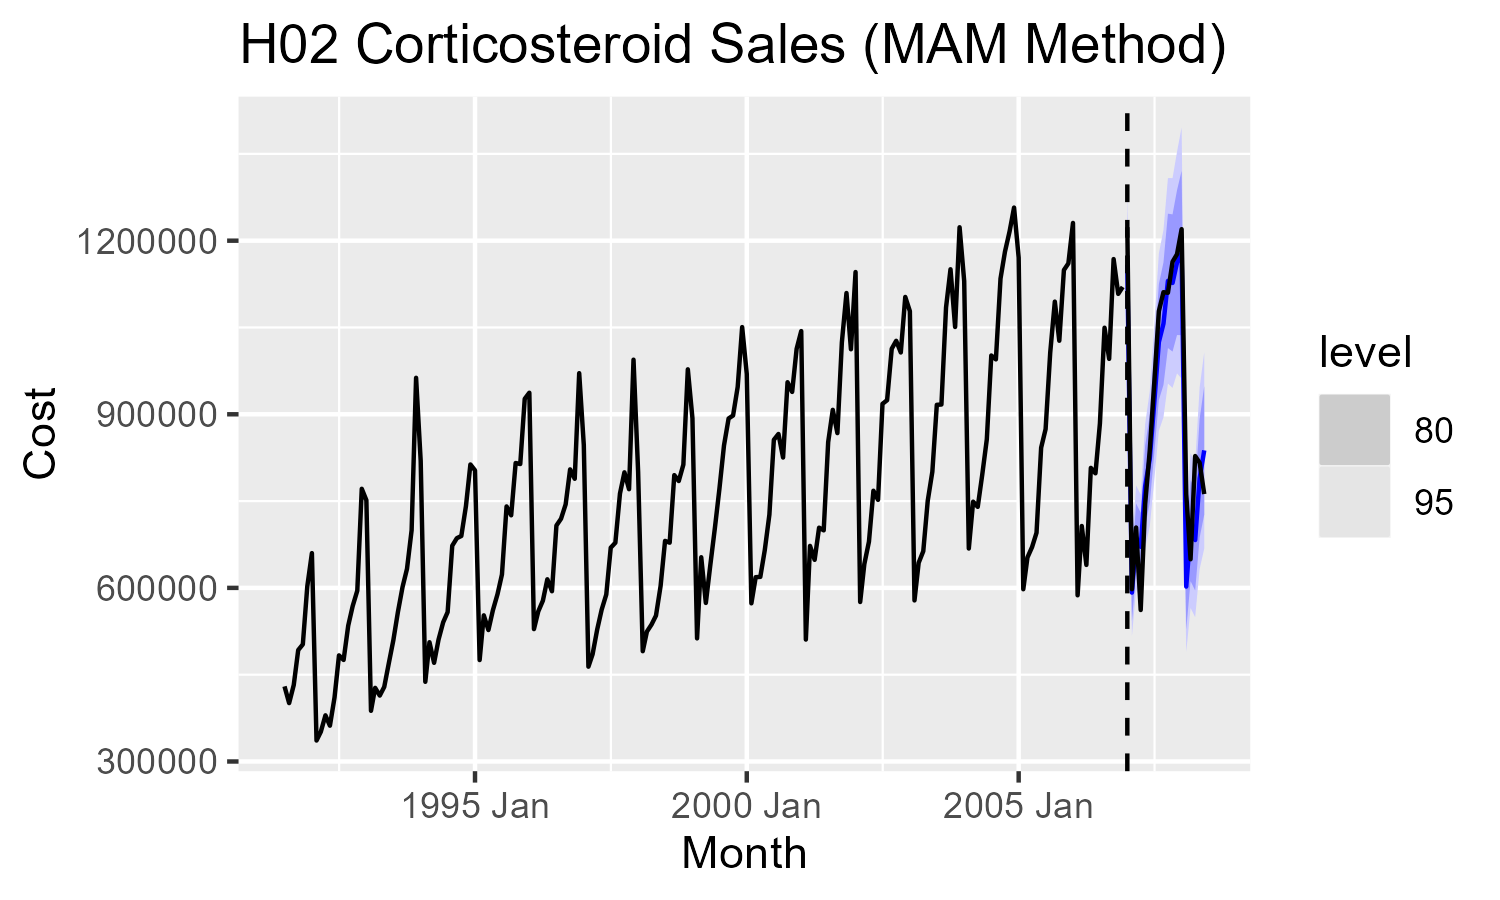 H02 Corticosteroid Sales (MAM Method)
Cost
1200000
900000
600000
300000
1995 Jan 2000 Jan 2005 Jan
Month
level
80
95